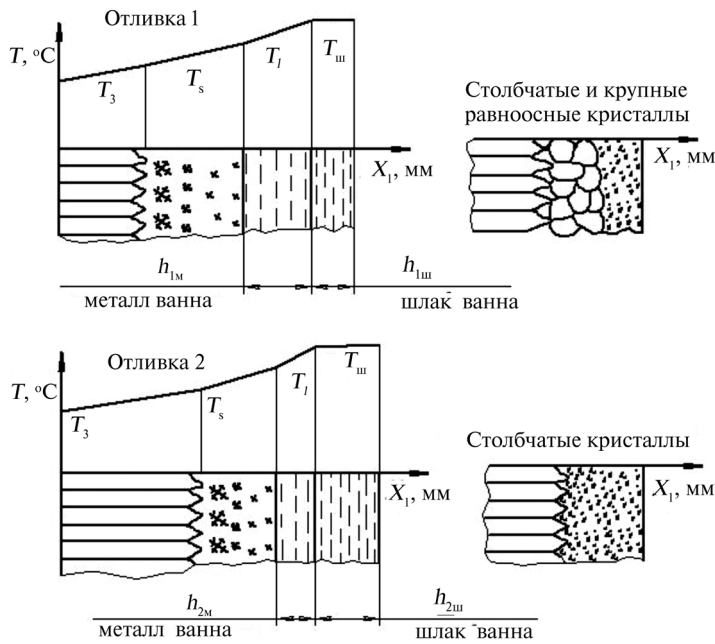 Отливка 1
T, °C
T₃
Tₛ
Tₗ
Tш
X₁, мм
Столбчатые и крупные
равноосные кристаллы
X₁, мм
h₁м
h₁ш
металл ванна
шлак ванна
Отливка 2
T, °C
T₃
Tₛ
Tₗ
Tш
X₁, мм
Столбчатые кристаллы
X₁, мм
h₂м
h₂ш
металл ванна
шлак ванна